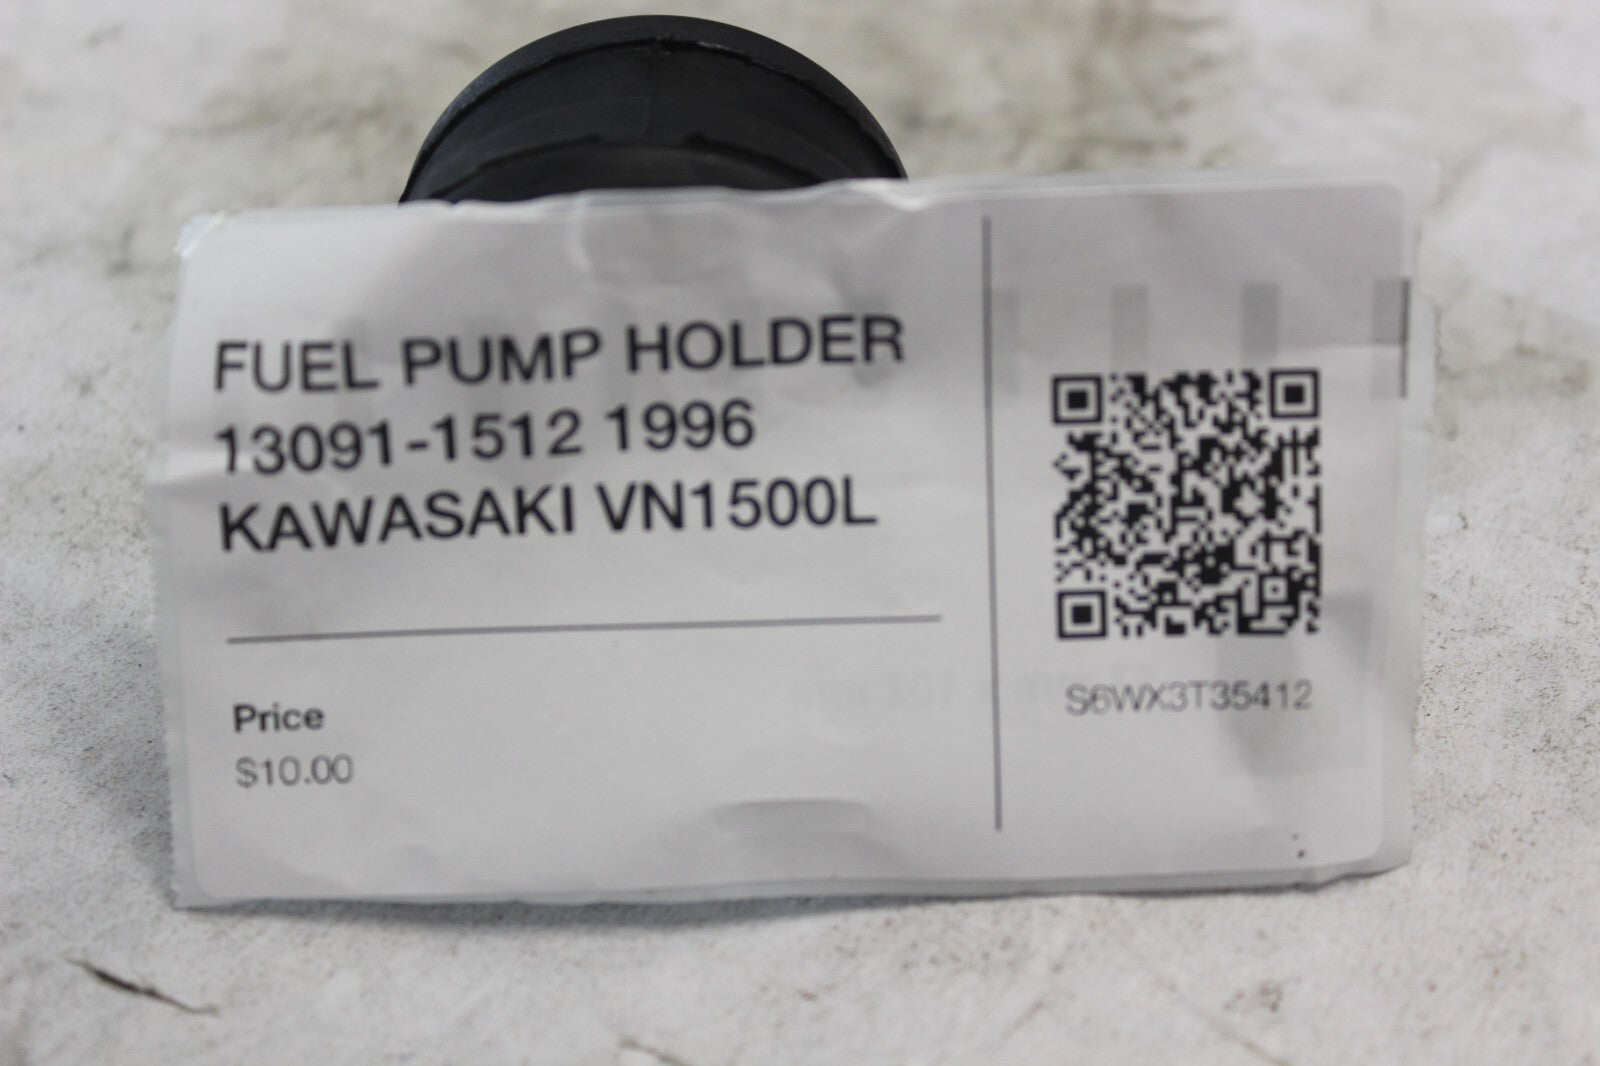 FUEL PUMP HOLDER
13091-1512 1996
KAWASAKI VN1500L
Price
$10.00
S6WX3T35412